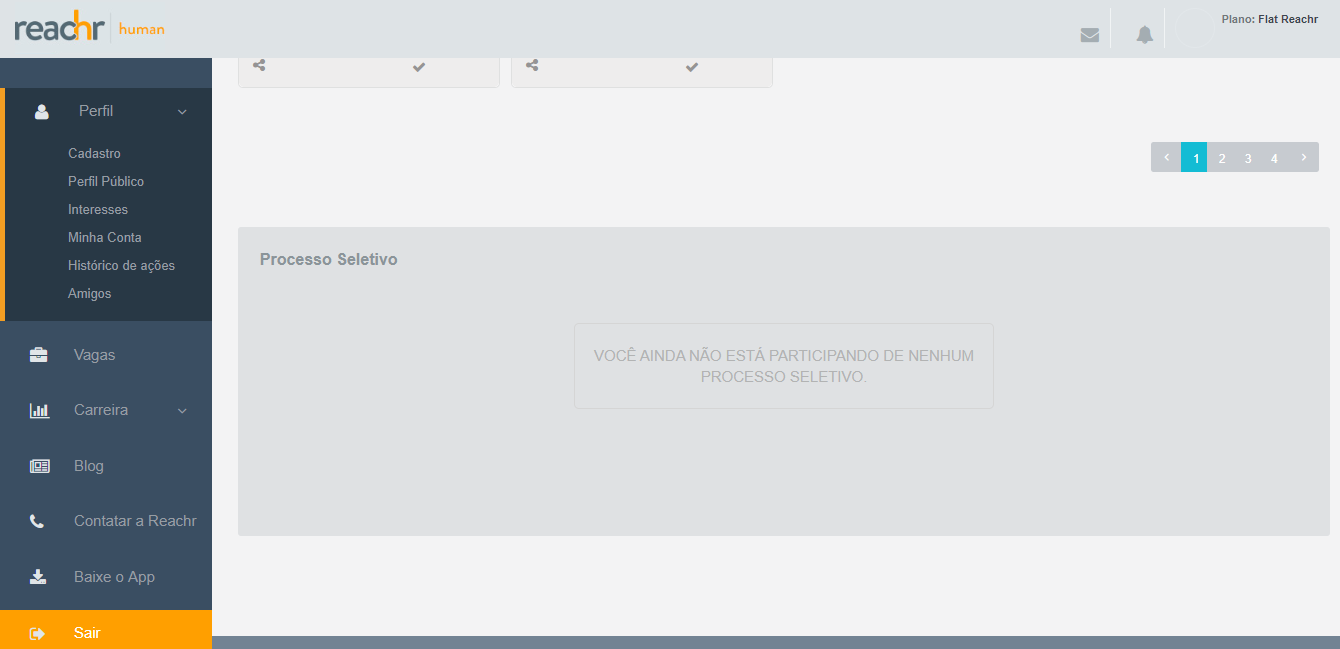 reachr human
Plano: Flat Reachr
Perfil
Cadastro
Perfil Público
Interesses
Minha Conta
Histórico de ações
Amigos
Vagas
Carreira
Blog
Contatar a Reachr
Baixe o App
Sair
1 2 3 4
Processo Seletivo
VOCÊ AINDA NÃO ESTÁ PARTICIPANDO DE NENHUM
PROCESSO SELETIVO.